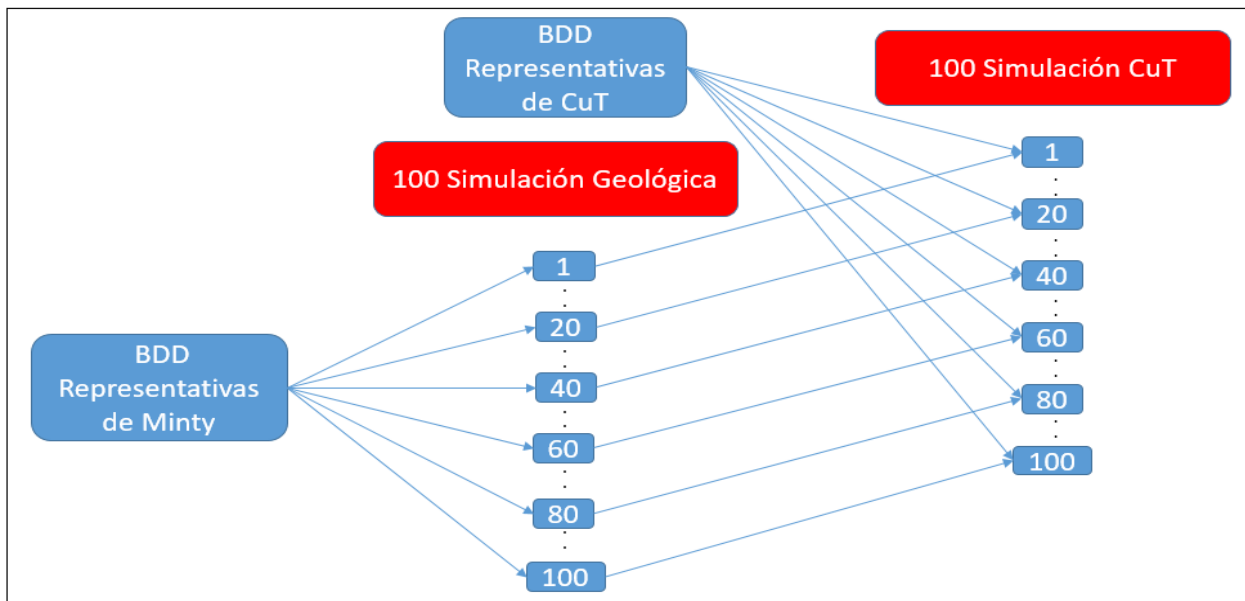 BDD
Representativas
de CuT
100 Simulación CuT
100 Simulación Geológica
BDD
Representativas
de Minty
1
20
40
60
80
100
1
20
40
60
80
100